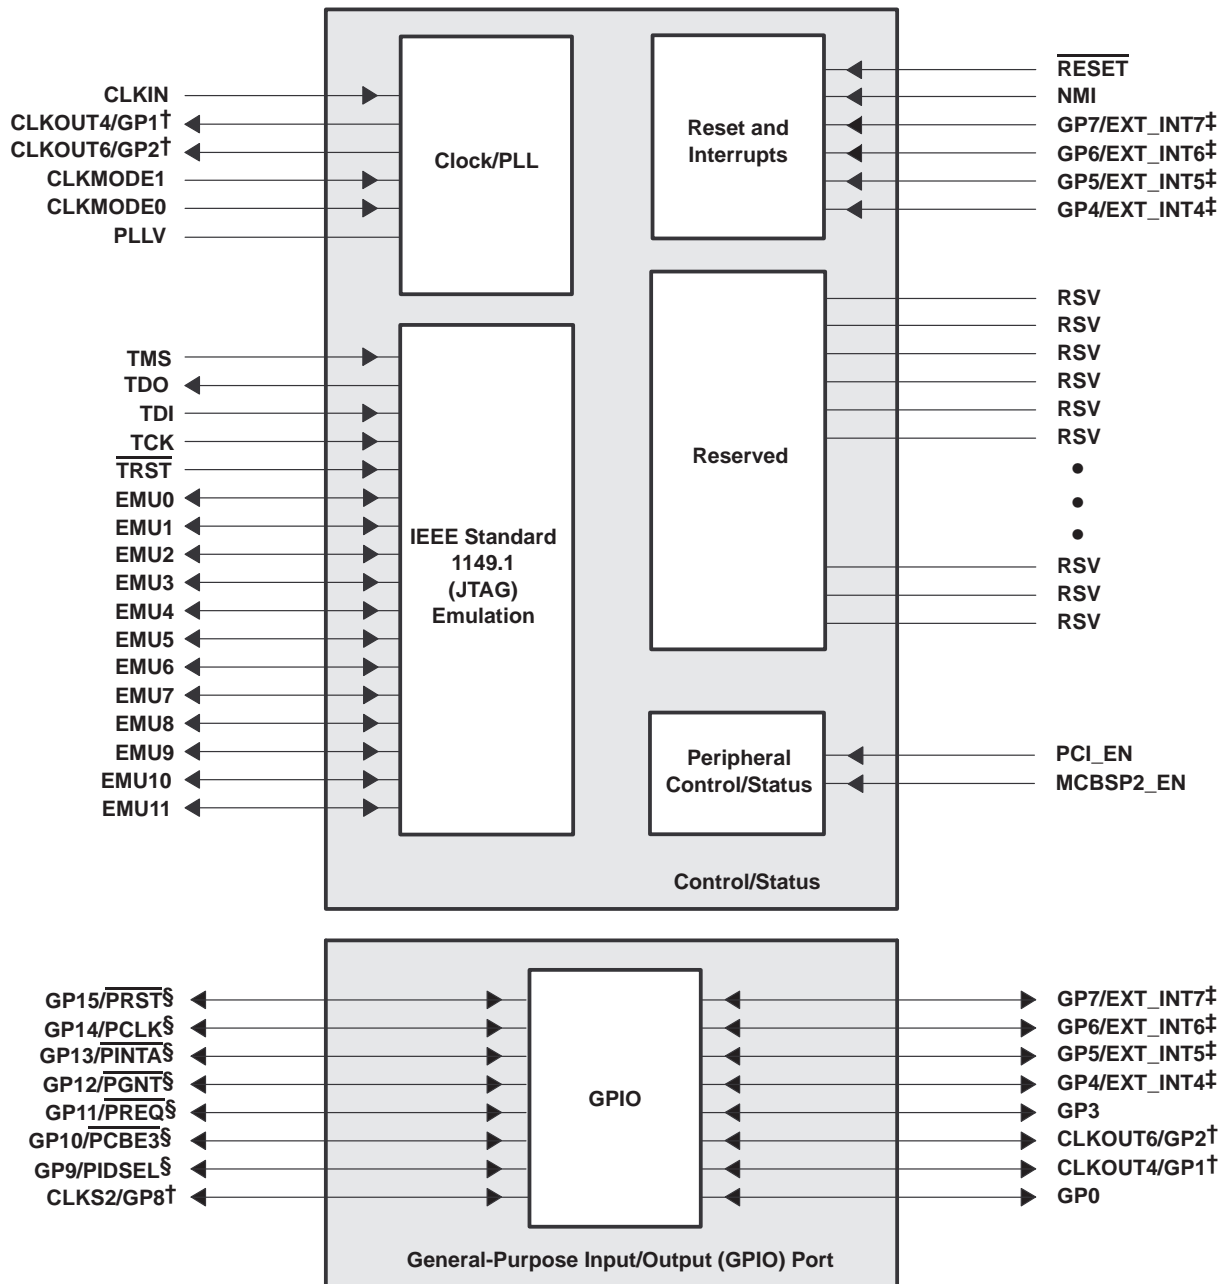 CLKIN
CLKOUT4/GP1†
CLKOUT6/GP2†
CLKMODE1
CLKMODE0
PLLV
Clock/PLL
TMS
TDO
TDI
TCK
TRST
EMU0
EMU1
EMU2
EMU3
EMU4
EMU5
EMU6
EMU7
EMU8
EMU9
EMU10
EMU11
IEEE Standard
1149.1
(JTAG)
Emulation
Reset and
Interrupts
RESET
NMI
GP7/EXT_INT7‡
GP6/EXT_INT6‡
GP5/EXT_INT5‡
GP4/EXT_INT4‡
Reserved
RSV
RSV
RSV
RSV
RSV
RSV
•
•
•
RSV
RSV
RSV
Peripheral
Control/Status
PCI_EN
MCBSP2_EN
Control/Status
GP15/PRST§
GP14/PCLK§
GP13/PINTA§
GP12/PGNT§
GP11/PREQ§
GP10/PCBE3§
GP9/PIDSEL§
CLKS2/GP8†
GPIO
GP7/EXT_INT7‡
GP6/EXT_INT6‡
GP5/EXT_INT5‡
GP4/EXT_INT4‡
GP3
CLKOUT6/GP2†
CLKOUT4/GP1†
GP0
General-Purpose Input/Output (GPIO) Port